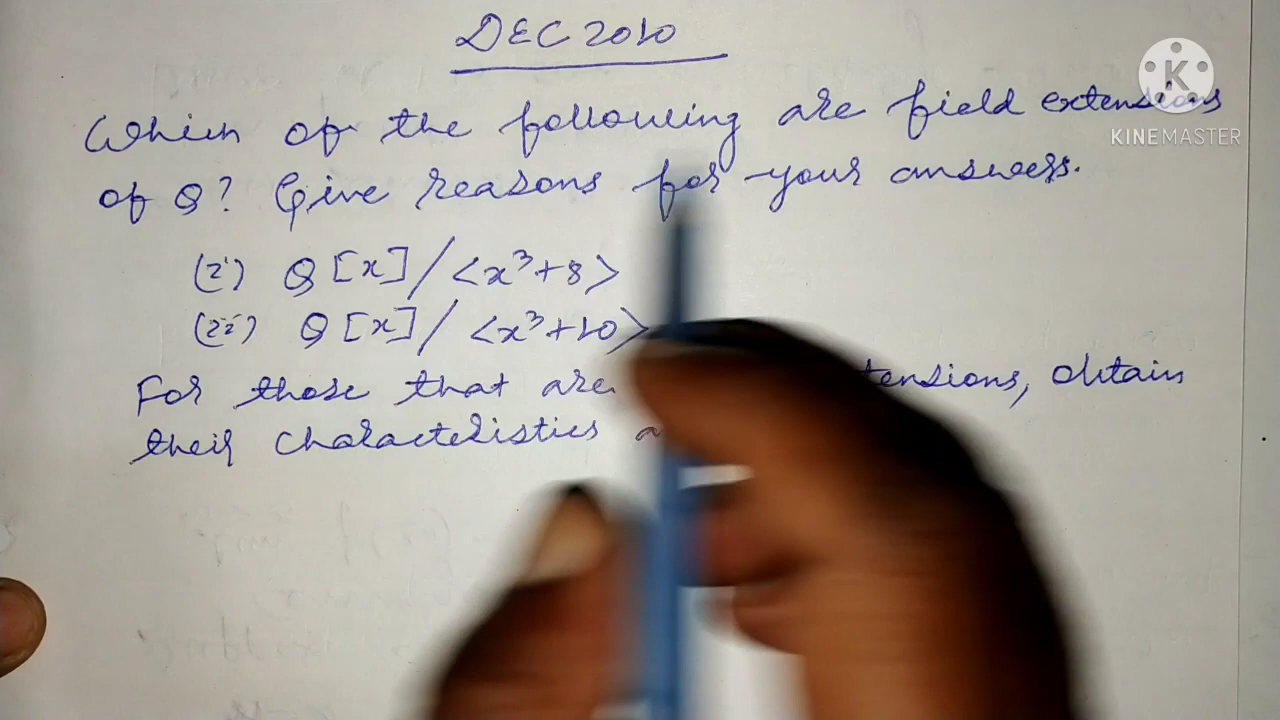 DEC 2010
K
KINEMASTER
Which of the following are field extensions
of Q? Give reasons for your answers.
(i) Q [x] / <x³+8>
(ii) Q [x] / <x³+10>
For those that are tensions, obtain
their characteristics